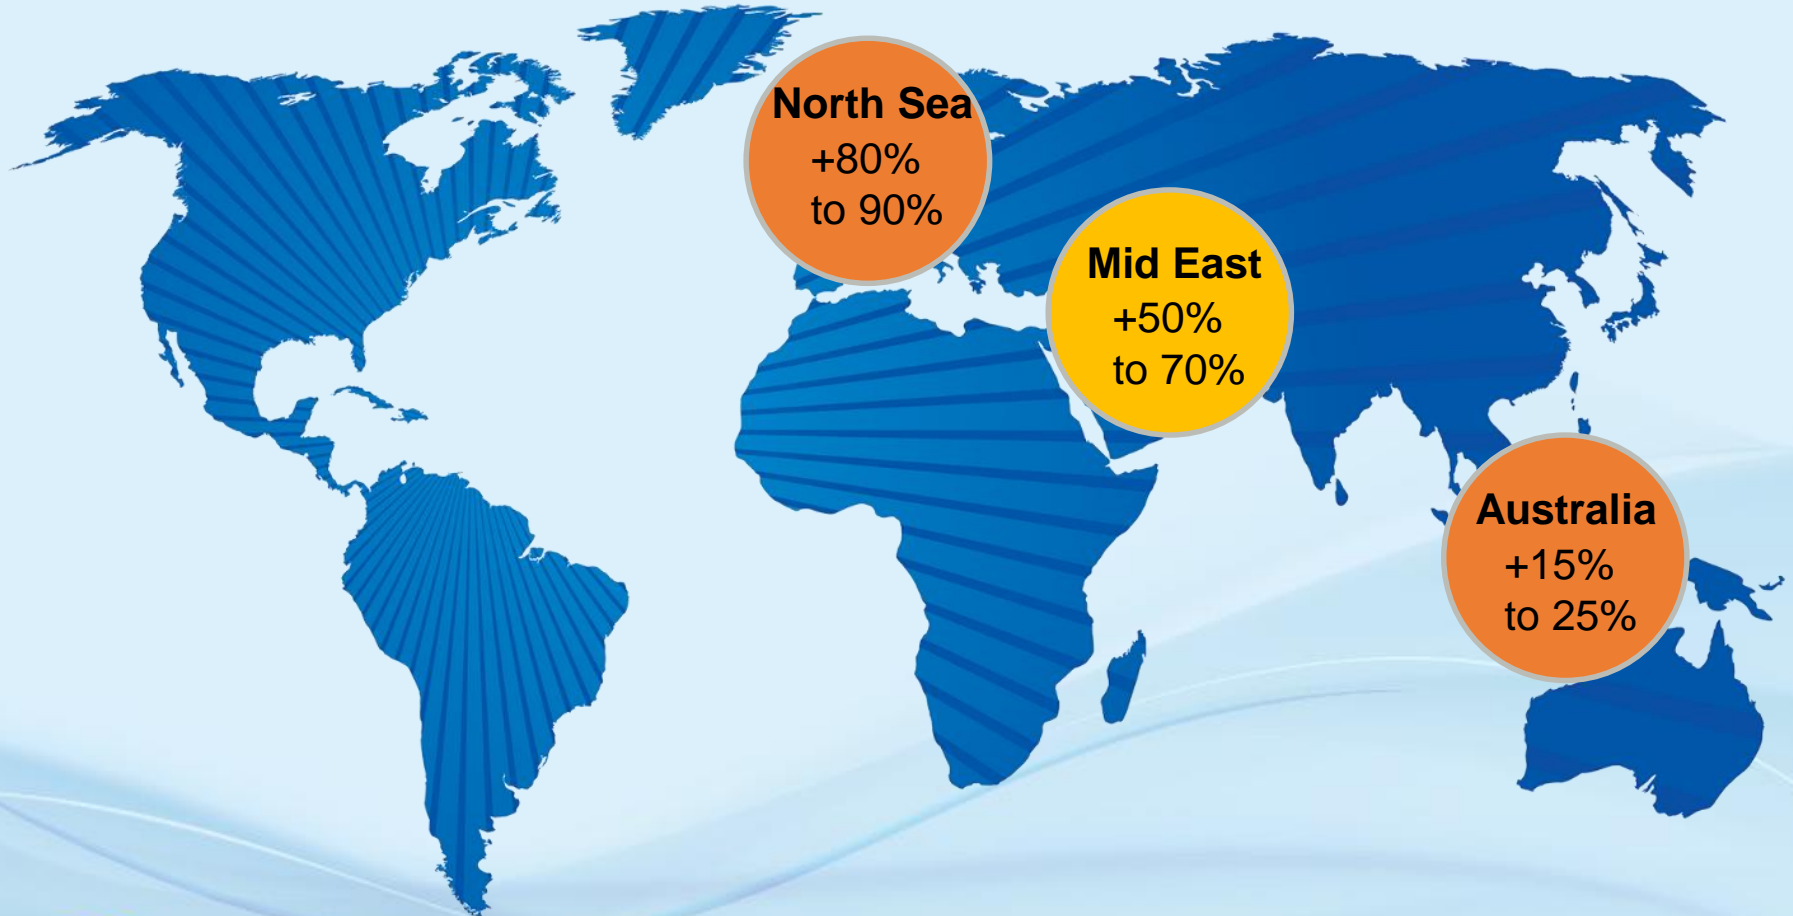 North Sea
+80%
to 90%
Mid East
+50%
to 70%
Australia
+15%
to 25%